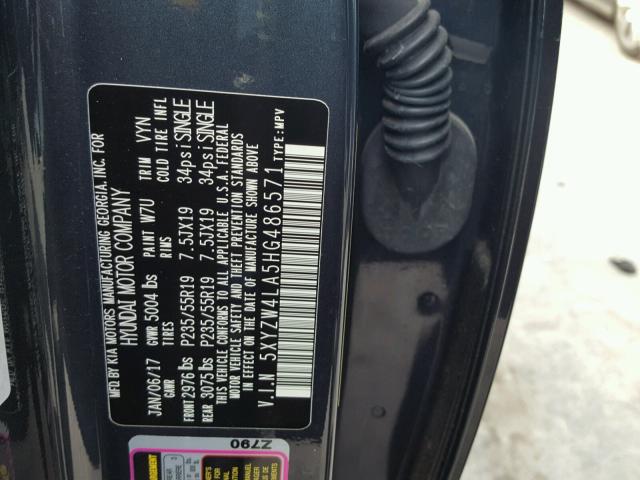 MFD.BY KIA MOTORS MANUFACTURING GEORGIA, INC. FOR
HYUNDAI MOTOR COMPANY
JAN/06/17 GVWR 5004 lbs PAINT W7U TRIM VYN
GAWR TIRES RIMS COLD TIRE INFL
FRONT 2976 lbs P235/55R19 7.5JX19 34psi SINGLE
REAR 3075 lbs P235/55R19 7.5JX19 34psi SINGLE
THIS VEHICLE CONFORMS TO ALL APPLICABLE U.S.A. FEDERAL
MOTOR VEHICLE SAFETY, BUMPER, AND THEFT PREVENTION STANDARDS
IN EFFECT ON THE DATE OF MANUFACTURE SHOWN ABOVE
V.I.N 5XYZW4LA5HG486571 TYPE:MPV
Z790